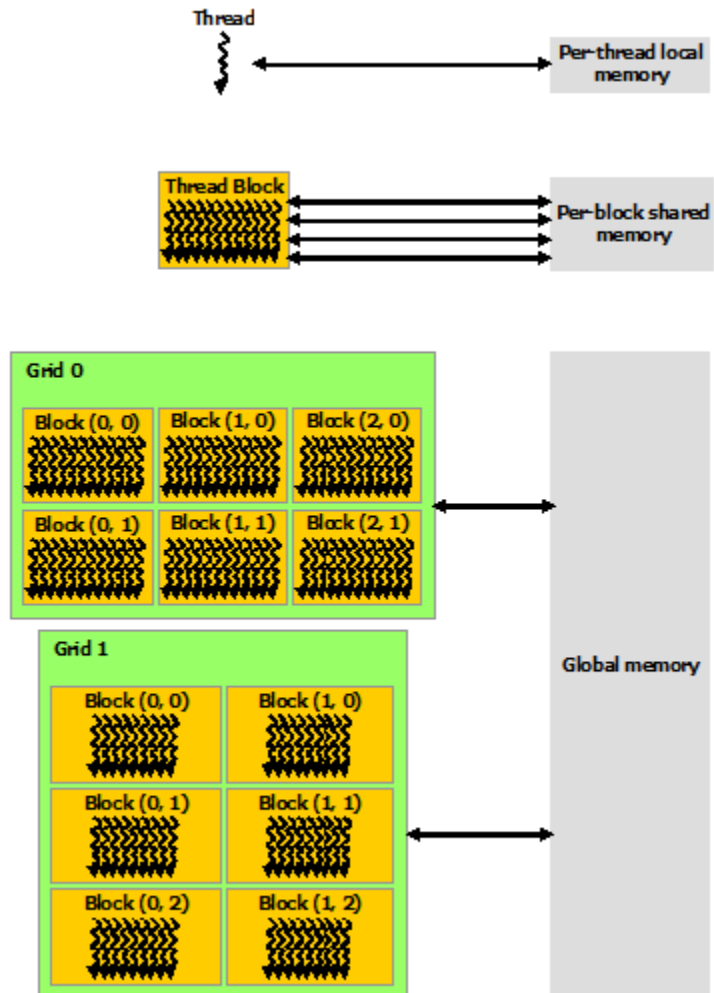 Thread
Per-thread local
memory
Thread Block
Per-block shared
memory
Grid 0
Block (0, 0)
Block (1, 0)
Block (2, 0)
Block (0, 1)
Block (1, 1)
Block (2, 1)
Global memory
Grid 1
Block (0, 0)
Block (1, 0)
Block (0, 1)
Block (1, 1)
Block (0, 2)
Block (1, 2)